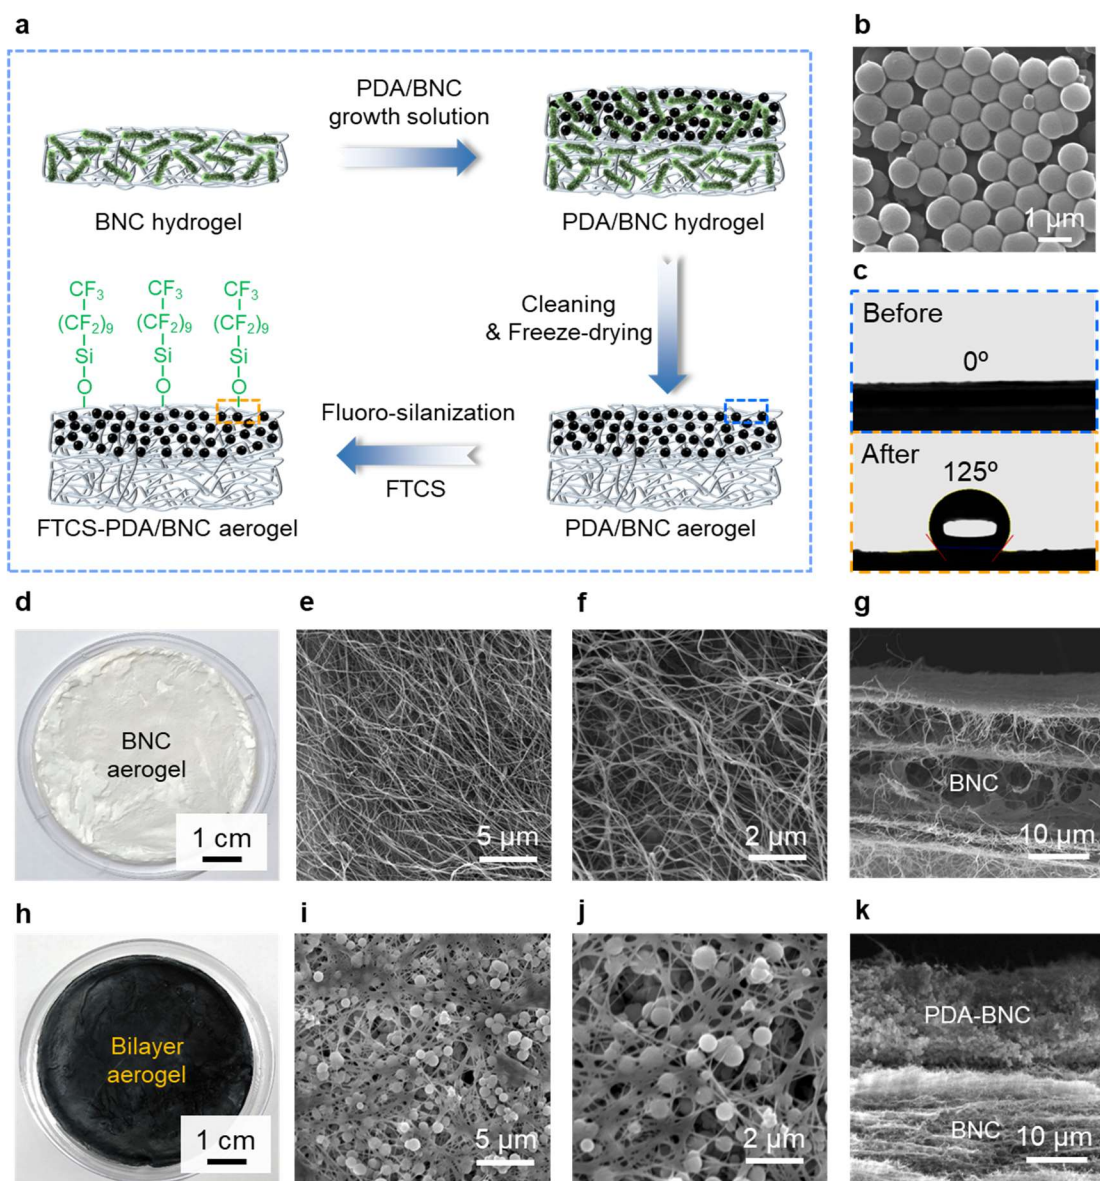 a
PDA/BNC
growth solution
BNC hydrogel
PDA/BNC hydrogel
CF₃ CF₃ CF₃
(CF₂)₉ (CF₂)₉ (CF₂)₉
Si Si Si
O O O
Cleaning
& Freeze-drying
Fluoro-silanization
FTCS
FTCS-PDA/BNC aerogel
PDA/BNC aerogel
b
1 μm
c
Before
0º
After
125º
d
BNC
aerogel
1 cm
e
5 μm
f
2 μm
g
BNC
10 μm
h
Bilayer
aerogel
1 cm
i
5 μm
j
2 μm
k
PDA-BNC
BNC
10 μm